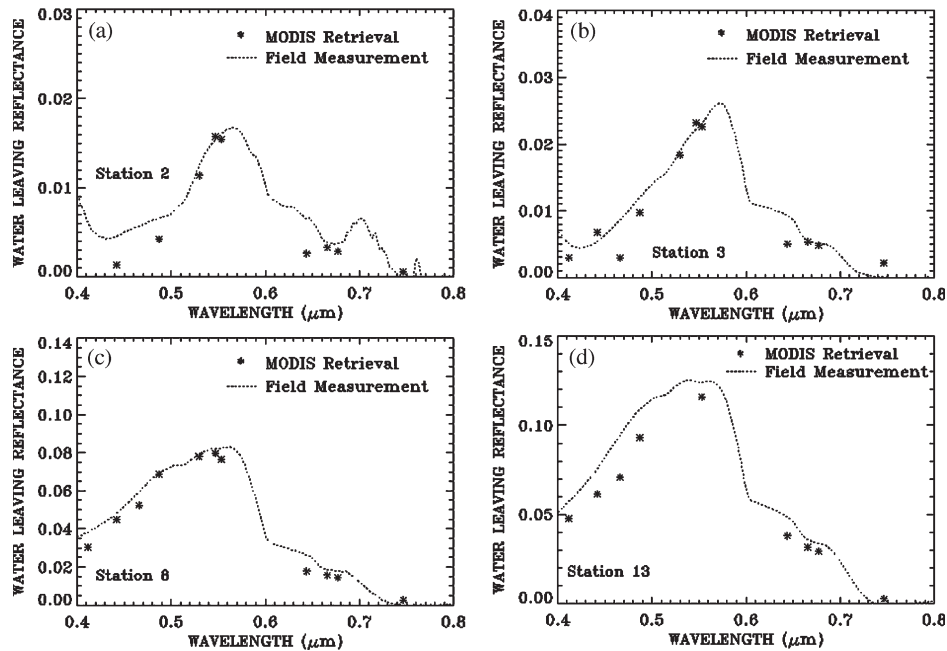 (a)
MODIS Retrieval
Field Measurement
Station 2
WATER LEAVING REFLECTANCE
0.03
0.02
0.01
0.00
0.4 0.5 0.6 0.7 0.8
WAVELENGTH (μm)
(b)
MODIS Retrieval
Field Measurement
Station 3
WATER LEAVING REFLECTANCE
0.04
0.03
0.02
0.01
0.00
0.4 0.5 0.6 0.7 0.8
WAVELENGTH (μm)
(c)
MODIS Retrieval
Field Measurement
Station 8
WATER LEAVING REFLECTANCE
0.14
0.12
0.10
0.08
0.06
0.04
0.02
0.00
0.4 0.5 0.6 0.7 0.8
WAVELENGTH (μm)
(d)
MODIS Retrieval
Field Measurement
Station 13
WATER LEAVING REFLECTANCE
0.15
0.10
0.05
0.00
0.4 0.5 0.6 0.7 0.8
WAVELENGTH (μm)